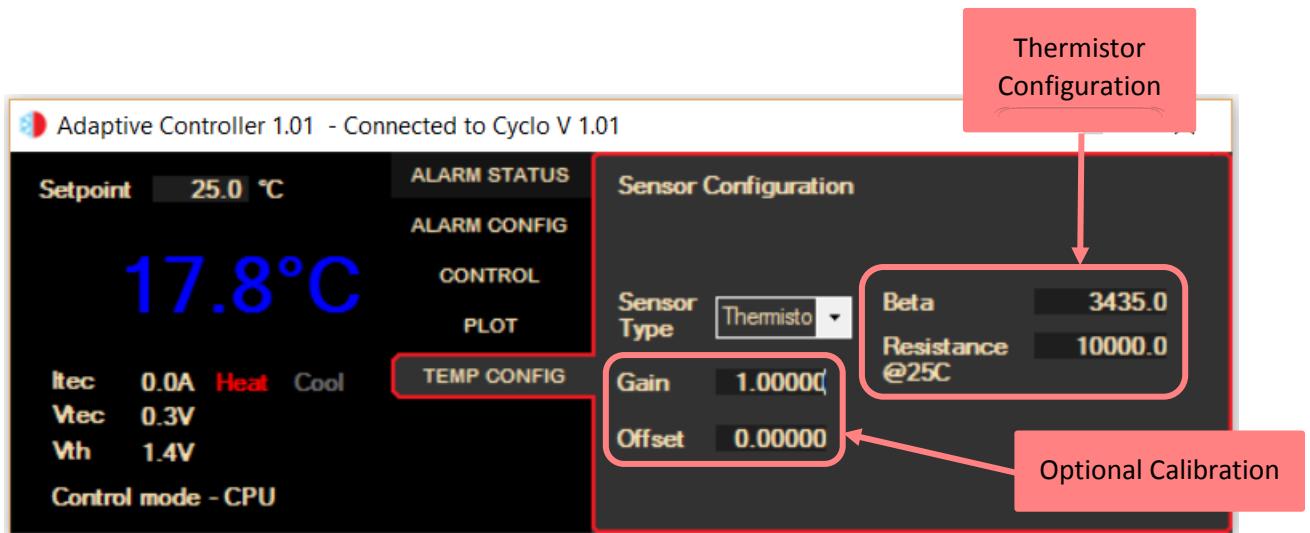 Thermistor
Configuration
Adaptive Controller 1.01 - Connected to Cyclo V 1.01
Setpoint 25.0 °C
17.8°C
Itec 0.0A Heat Cool
Vtec 0.3V
Vth 1.4V
Control mode - CPU
ALARM STATUS
ALARM CONFIG
CONTROL
PLOT
TEMP CONFIG
Sensor Configuration
Sensor
Type
Thermisto
Gain 1.00000
Offset 0.00000
Beta 3435.0
Resistance 10000.0
@25C
Optional Calibration